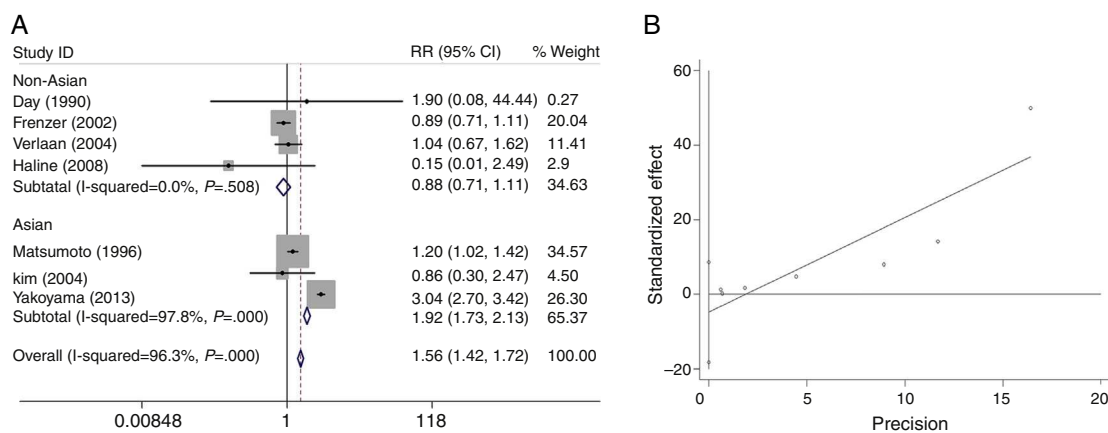 A
Study ID RR (95% CI) % Weight
Non-Asian
Day (1990) 1.90 (0.08, 44.44) 0.27
Frenzer (2002) 0.89 (0.71, 1.11) 20.04
Verlaan (2004) 1.04 (0.67, 1.62) 11.41
Haline (2008) 0.15 (0.01, 2.49) 2.9
Subtatal (I-squared=0.0%, P=.508) 0.88 (0.71, 1.11) 34.63
Asian
Matsumoto (1996) 1.20 (1.02, 1.42) 34.57
kim (2004) 0.86 (0.30, 2.47) 4.50
Yakoyama (2013) 3.04 (2.70, 3.42) 26.30
Subtotal (I-squared=97.8%, P=.000) 1.92 (1.73, 2.13) 65.37
Overall (I-squared=96.3%, P=.000) 1.56 (1.42, 1.72) 100.00
0.00848 1 118
B
Standardized effect
60
40
20
0
−20
0 5 10 15 20
Precision